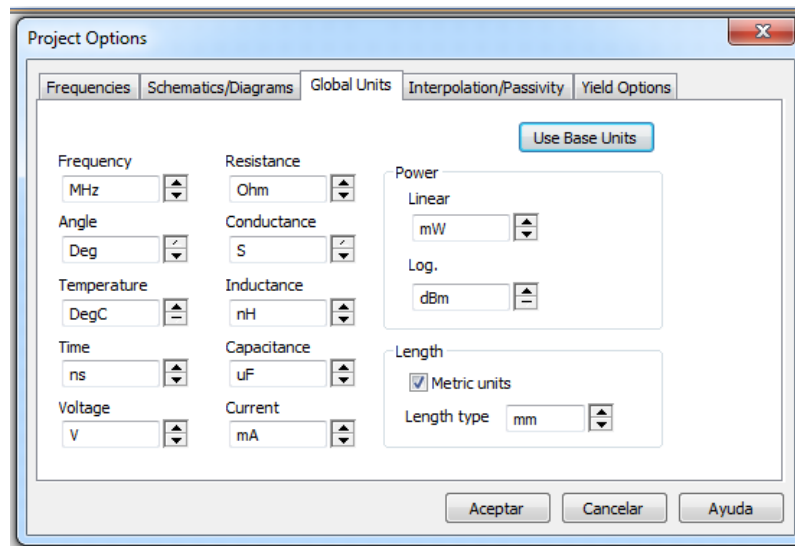 Project Options
Frequencies Schematics/Diagrams Global Units Interpolation/Passivity Yield Options
Use Base Units
Frequency
MHz
Angle
Deg
Temperature
DegC
Time
ns
Voltage
V
Resistance
Ohm
Conductance
S
Inductance
nH
Capacitance
uF
Current
mA
Power
Linear
mW
Log.
dBm
Length
Metric units
Length type mm
Aceptar Cancelar Ayuda